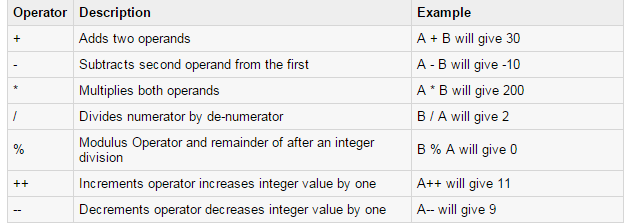 Operator Description Example
+ Adds two operands A + B will give 30
- Subtracts second operand from the first A - B will give -10
* Multiplies both operands A * B will give 200
/ Divides numerator by de-numerator B / A will give 2
% Modulus Operator and remainder of after an integer division B % A will give 0
++ Increments operator increases integer value by one A++ will give 11
-- Decrements operator decreases integer value by one A-- will give 9